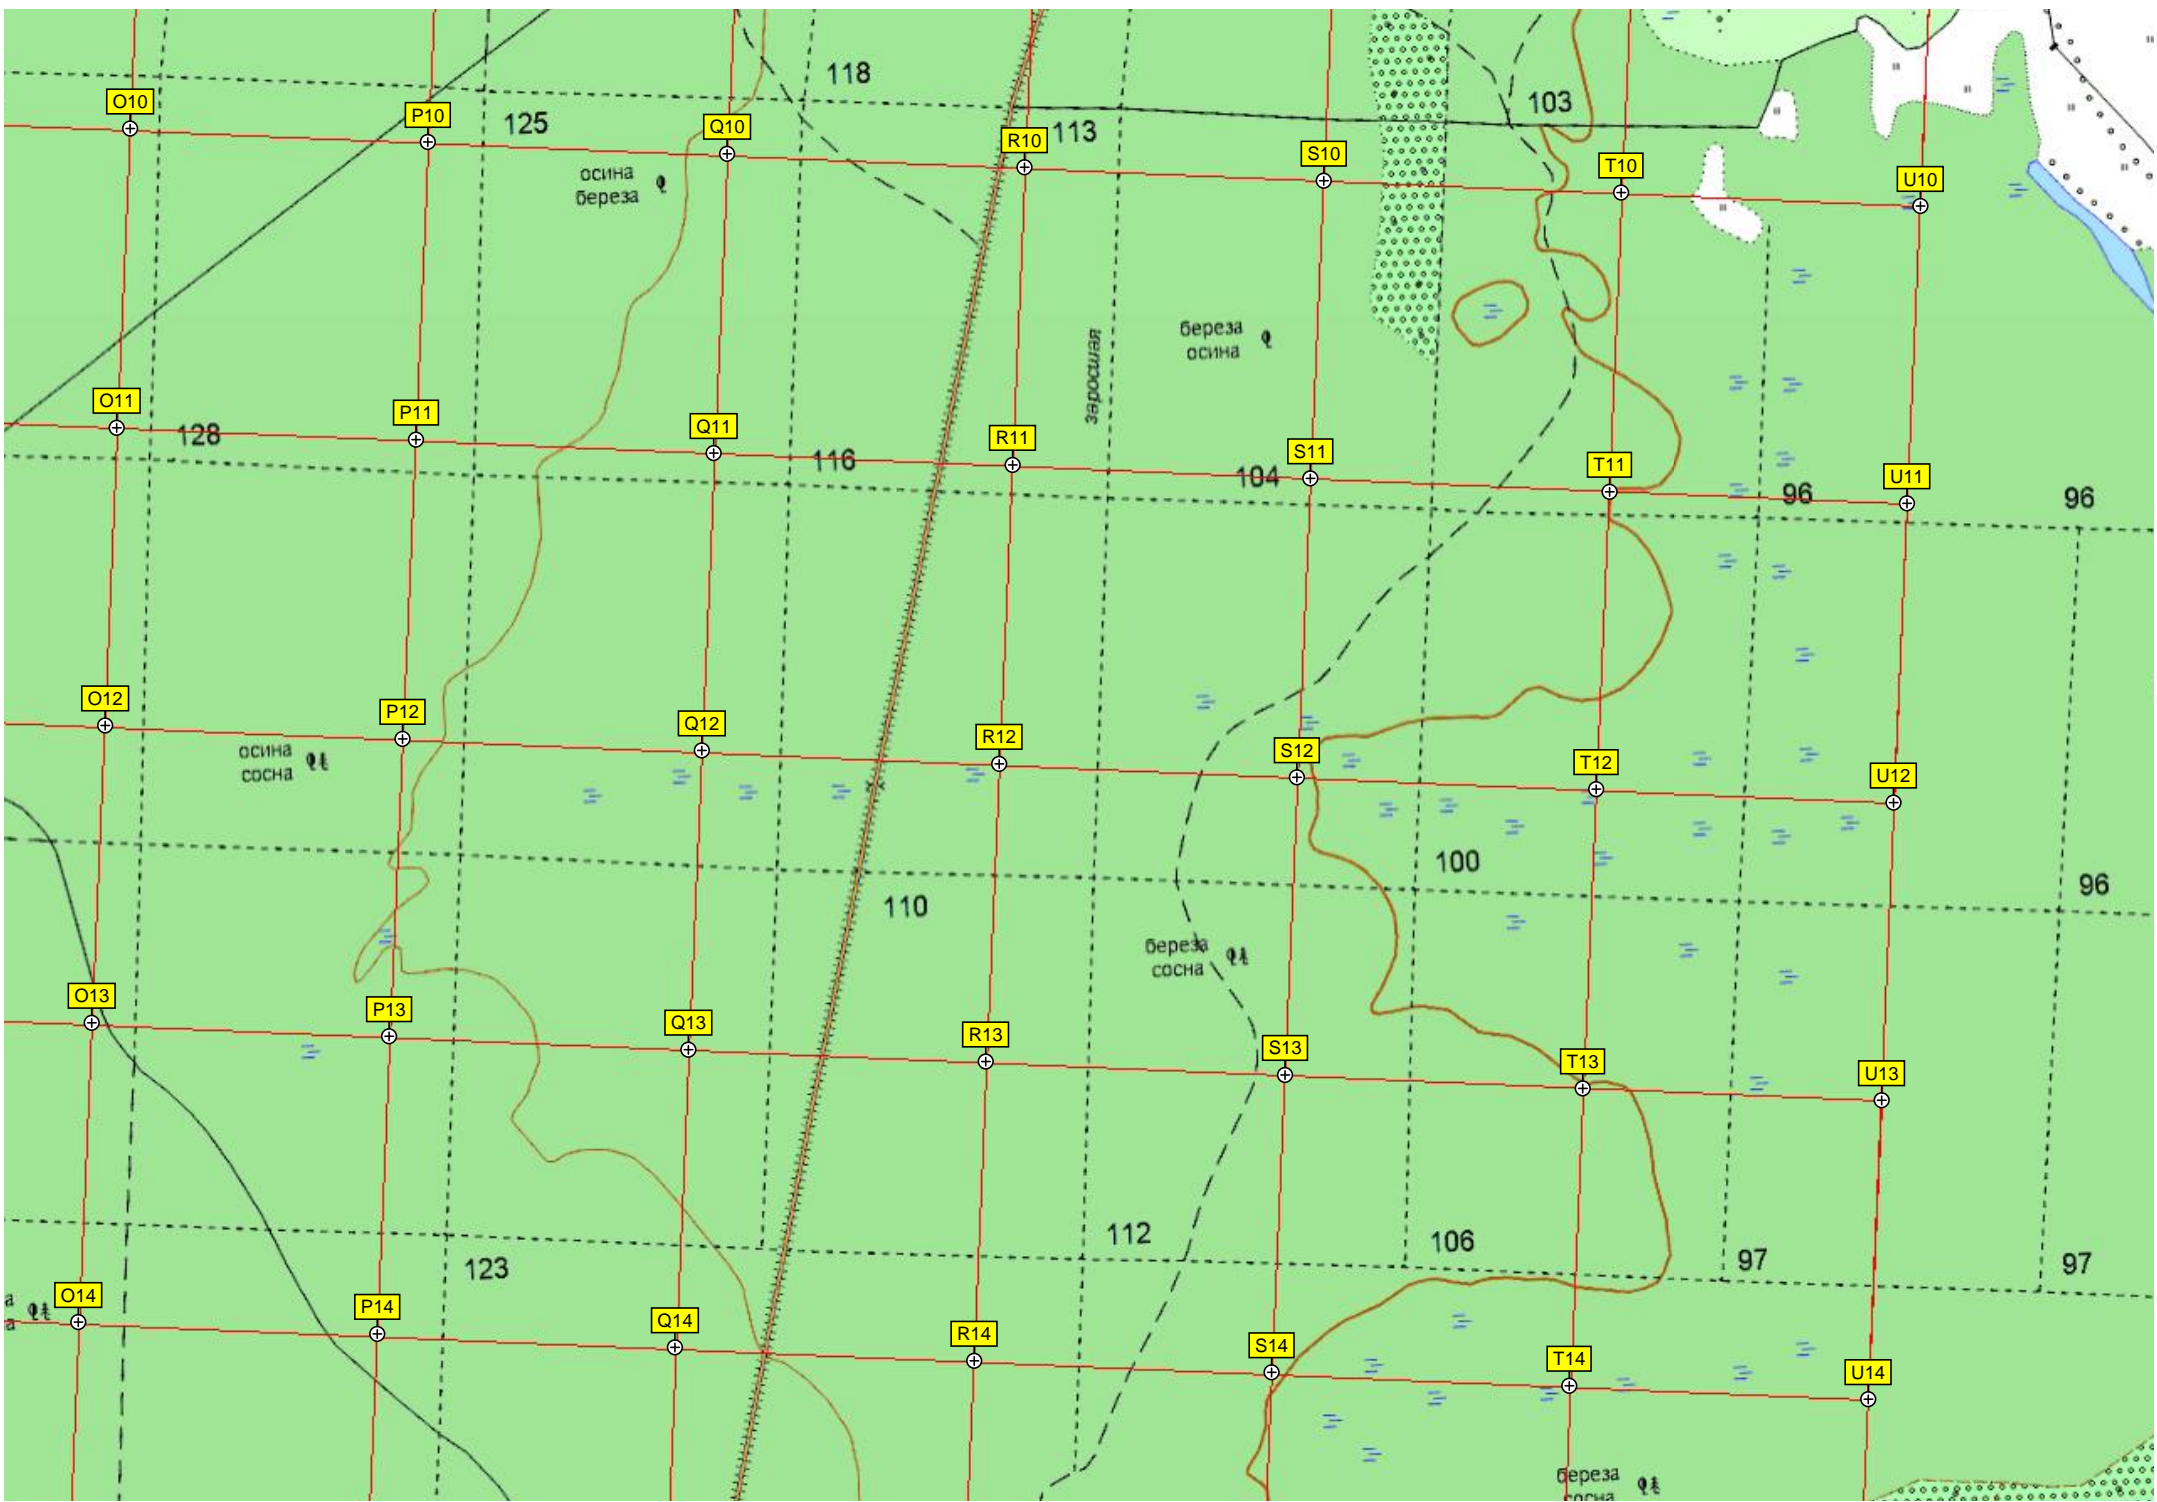 118
103
O10
P10
125
Q10
R10
113
S10
T10
U10
осина
береза
береза
осина
заросшая
O11
128
P11
Q11
116
R11
S11
104
T11
96
U11
96
O12
P12
Q12
R12
S12
T12
U12
осина
сосна
100
96
110
береза
сосна
O13
P13
Q13
R13
S13
T13
U13
112
106
97
97
123
а
а
O14
P14
Q14
R14
S14
T14
U14
береза
сосна